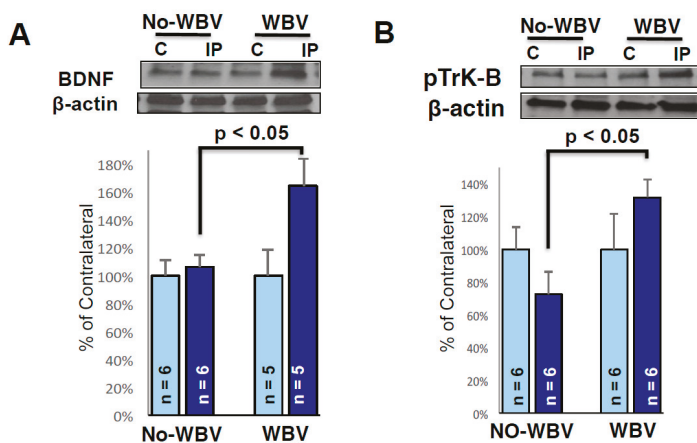 A
No-WBV WBV
C IP C IP
BDNF
β-actin
p < 0.05
% of Contralateral
180%
160%
140%
120%
100%
80%
60%
40%
20%
0%
n = 6
n = 6
n = 5
n = 5
No-WBV WBV
B
No-WBV WBV
C IP C IP
pTrK-B
β-actin
p < 0.05
% of Contralateral
140%
120%
100%
80%
60%
40%
20%
0%
n = 6
n = 6
n = 6
n = 6
NO-WBV WBV